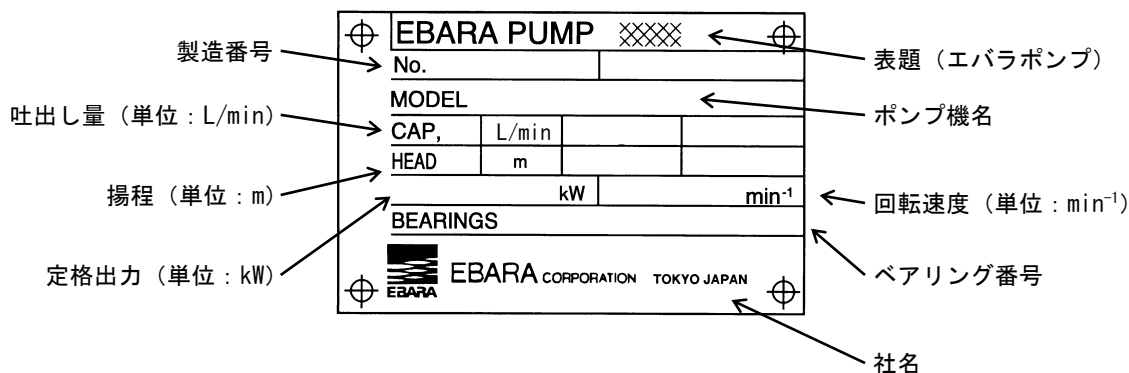 EBARA PUMP XXXXX
No.
MODEL
CAP, L/min
HEAD m
kW min⁻¹
BEARINGS
EBARA
EBARA CORPORATION TOKYO JAPAN
製造番号
吐出し量（単位：L/min）
揚程（単位：m）
定格出力（単位：kW）
表題（エバラポンプ）
ポンプ機名
回転速度（単位：min⁻¹）
ベアリング番号
社名